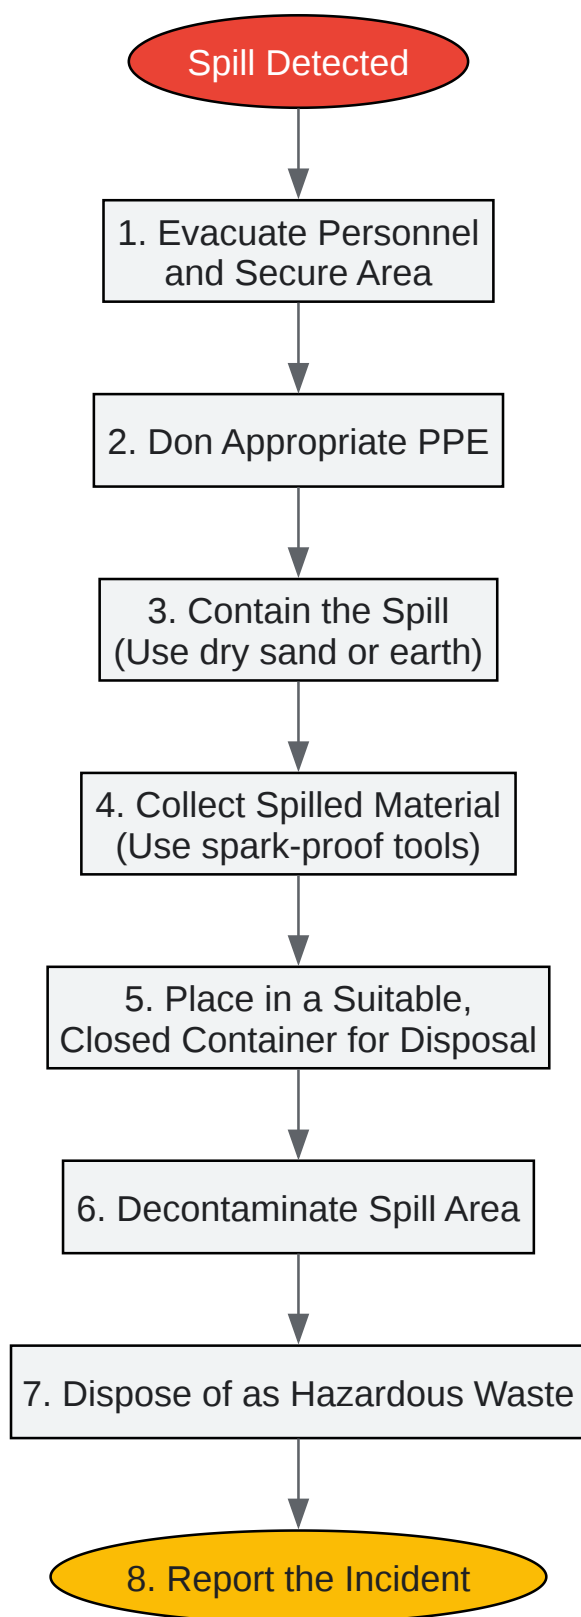 Spill Detected
1. Evacuate Personnel
and Secure Area
2. Don Appropriate PPE
3. Contain the Spill
(Use dry sand or earth)
4. Collect Spilled Material
(Use spark-proof tools)
5. Place in a Suitable,
Closed Container for Disposal
6. Decontaminate Spill Area
7. Dispose of as Hazardous Waste
8. Report the Incident